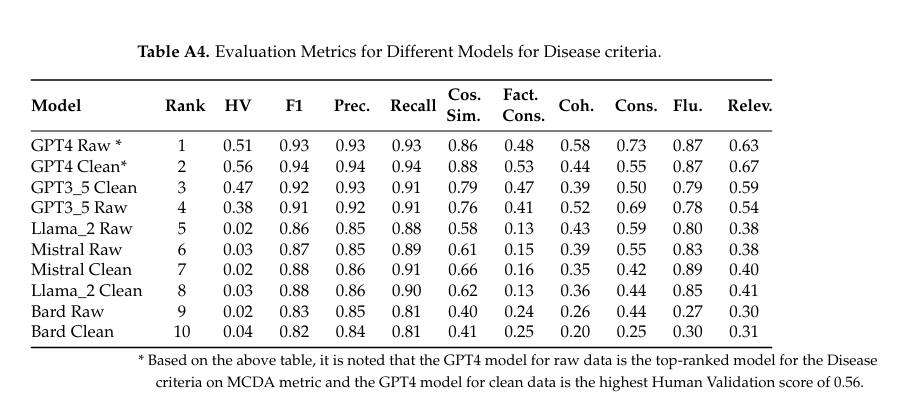 Table A4. Evaluation Metrics for Different Models for Disease criteria.
Model Rank HV F1 Prec. Recall Cos. Sim. Fact. Cons. Coh. Cons. Flu. Relev.
GPT4 Raw * 1 0.51 0.93 0.93 0.93 0.86 0.48 0.58 0.73 0.87 0.63
GPT4 Clean* 2 0.56 0.94 0.94 0.94 0.88 0.53 0.44 0.55 0.87 0.67
GPT3_5 Clean 3 0.47 0.92 0.93 0.91 0.79 0.47 0.39 0.50 0.79 0.59
GPT3_5 Raw 4 0.38 0.91 0.92 0.91 0.76 0.41 0.52 0.69 0.78 0.54
Llama_2 Raw 5 0.02 0.86 0.85 0.88 0.58 0.13 0.43 0.59 0.80 0.38
Mistral Raw 6 0.03 0.87 0.85 0.89 0.61 0.15 0.39 0.55 0.83 0.38
Mistral Clean 7 0.02 0.88 0.86 0.91 0.66 0.16 0.35 0.42 0.89 0.40
Llama_2 Clean 8 0.03 0.88 0.86 0.90 0.62 0.13 0.36 0.44 0.85 0.41
Bard Raw 9 0.02 0.83 0.85 0.81 0.40 0.24 0.26 0.44 0.27 0.30
Bard Clean 10 0.04 0.82 0.84 0.81 0.41 0.25 0.20 0.25 0.30 0.31
* Based on the above table, it is noted that the GPT4 model for raw data is the top-ranked model for the Disease
criteria on MCDA metric and the GPT4 model for clean data is the highest Human Validation score of 0.56.